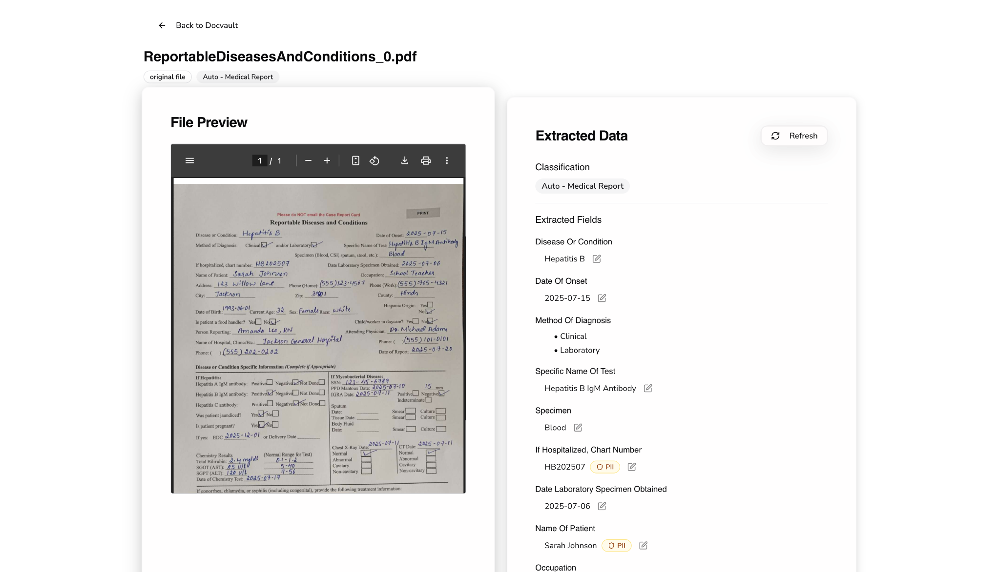 Back to Docvault
ReportableDiseasesAndConditions_0.pdf
original file Auto - Medical Report
File Preview
1 / 1
Please do NOT email the Case Report Card
PRINT
Reportable Diseases and Conditions
Disease or Condition: Hepatitis B Date of Onset: 2025-07-15
Method of Diagnosis: Clinical and/or Laboratory Specific Name of Test: Hepatitis B IgM Antibody
Specimen (Blood, CSF, sputum, stool, etc.): Blood
If hospitalized, chart number: HB202507 Date Laboratory Specimen Obtained: 2025-07-06
Name of Patient: Sarah Johnson Occupation: School Teacher
Address: 123 Willow lane Phone (Home): (555)123-4567 Phone (Work): (555)765-4321
City: Jackson Zip: County: Hinds
Hispanic Origin: Yes
No
Date of Birth: 1993-06-01 Current Age: 32 Sex: Female Race: White
Is patient a food handler? Yes No Child/worker in daycare? Yes No
Person Reporting: Amanda Lee, RN Attending Physician: Dr. Michael Adams
Name of Hospital, Clinic/Etc.: Jackson General Hospital Phone: ( ) (555) 101-0101
Phone: ( ) (555) 202-0202 Date of Report: 2025-07-20
Disease or Condition Specific Information (Complete if Appropriate)
If Hepatitis:
Hepatitis A IgM antibody: Positive Negative Not Done
Hepatitis B IgM antibody: Positive Negative Not Done
Hepatitis C antibody: Positive Negative Not Done
Was patient jaundiced? Yes No
Is patient pregnant? Yes No
If yes: EDC 2025-12-01 or Delivery Date
Chemistry Results (Normal Range for Test)
Total Bilirubin: 2.4 mg/dl 0.1-1.2
SGOT (AST): 85 U/L 5-40
SGPT (ALT): 120 U/L 7-56
Date of Chemistry Test: 2025-07-17
If Mycobacterial Disease:
SSN: 123-45-6789
PPD Mantoux Date: 2025-07-10 15 mm
IGRA Date: 2025-07-11 Positive Negative
Indeterminate
Sputum
Date: Smear Culture
Tissue Date: Smear Culture
Body Fluid
Date: Smear Culture
Chest X-Ray Date: 2025-07-11 CT Date: 2025-07-11
Normal Normal
Abnormal Abnormal
Cavitary Cavitary
Non-cavitary Non-cavitary
If gonorrhea, chlamydia, or syphilis (including congenital), provide the following treatment information:
Extracted Data
Refresh
Classification
Auto - Medical Report
Extracted Fields
Disease Or Condition
Hepatitis B
Date Of Onset
2025-07-15
Method Of Diagnosis
• Clinical
• Laboratory
Specific Name Of Test
Hepatitis B IgM Antibody
Specimen
Blood
If Hospitalized, Chart Number
HB202507 PII
Date Laboratory Specimen Obtained
2025-07-06
Name Of Patient
Sarah Johnson PII
Occupation